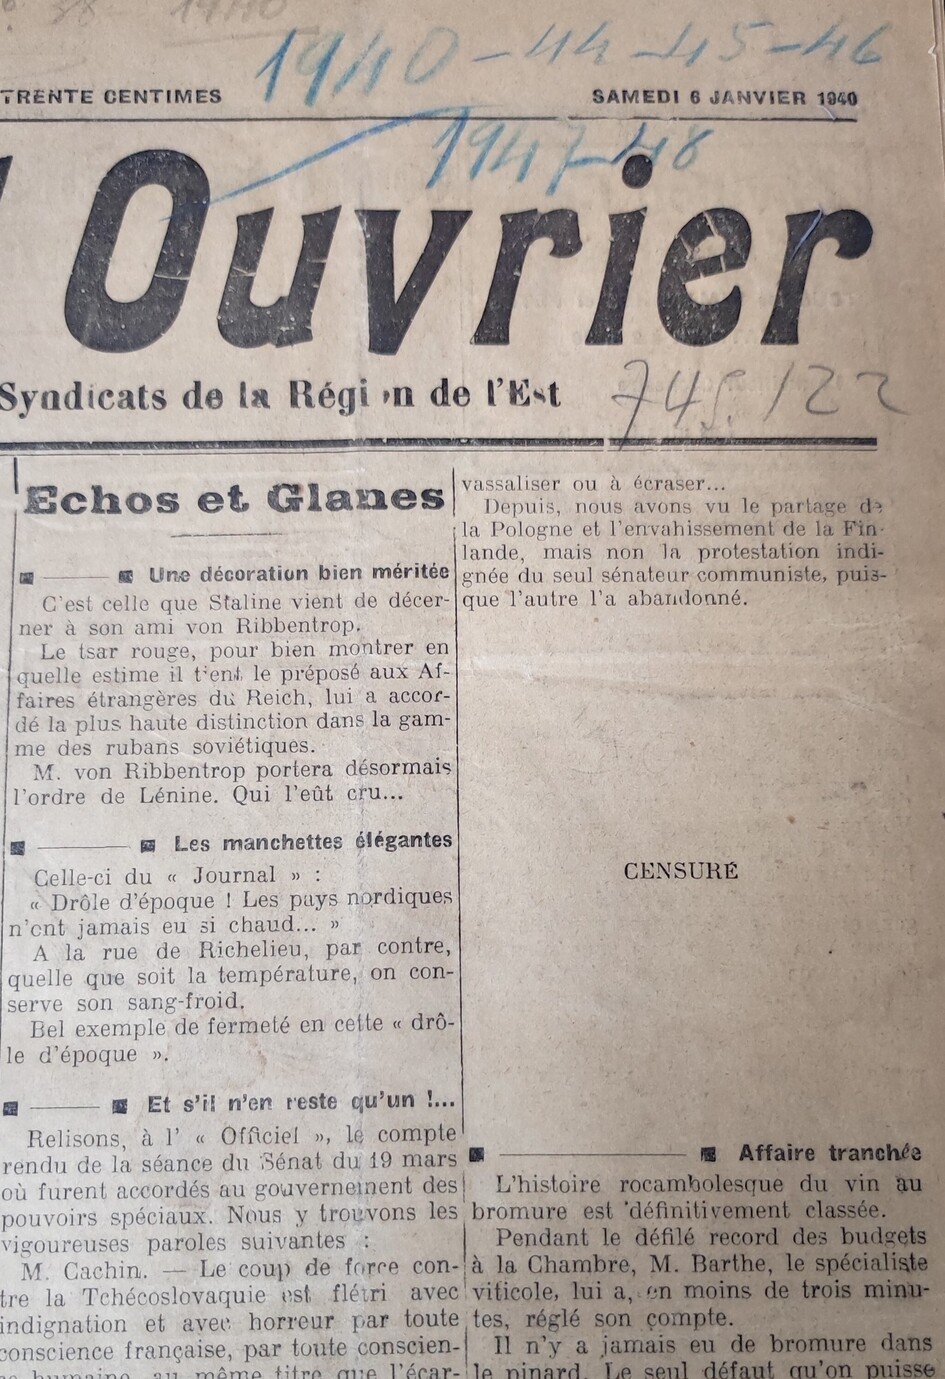 1940-44-45-46
TRENTE CENTIMES
SAMEDI 6 JANVIER 1940
1947-48
Ouvrier
Syndicats de la Région de l'Est
745/22
Echos et Glanes
Une décoration bien méritée
C'est celle que Staline vient de décer-
ner à son ami von Ribbentrop.
Le tsar rouge, pour bien montrer en
quelle estime il tient le préposé aux Af-
faires étrangères du Reich, lui a accor-
dé la plus haute distinction dans la gam-
me des rubans soviétiques.
M. von Ribbentrop portera désormais
l'ordre de Lénine. Qui l'eût cru...
Les manchettes élégantes
Celle-ci du « Journal » :
« Drôle d'époque ! Les pays nordiques
n'ont jamais eu si chaud... »
A la rue de Richelieu, par contre,
quelle que soit la température, on con-
serve son sang-froid.
Bel exemple de fermeté en cette « drô-
le d'époque ».
Et s'il n'en reste qu'un !...
Relisons, à l' « Officiel », le compte
rendu de la séance du Sénat du 19 mars
où furent accordés au gouvernement des
pouvoirs spéciaux. Nous y trouvons les
vigoureuses paroles suivantes :
M. Cachin. — Le coup de force con-
tre la Tchécoslovaquie est flétri avec
indignation et avec horreur par toute
conscience française, par toute conscien-
ce humaine, au même titre que l'écar-
vassaliser ou à écraser...
Depuis, nous avons vu le partage de
la Pologne et l'envahissement de la Fin-
lande, mais non la protestation indi-
gnée du seul sénateur communiste, puis-
que l'autre l'a abandonné.
CENSURÉ
Affaire tranchée
L'histoire rocambolesque du vin au
bromure est définitivement classée.
Pendant le défilé record des budgets
à la Chambre, M. Barthe, le spécialiste
viticole, lui a, en moins de trois minu-
tes, réglé son compte.
Il n'y a jamais eu de bromure dans
le pinard. Le seul défaut qu'on puisse